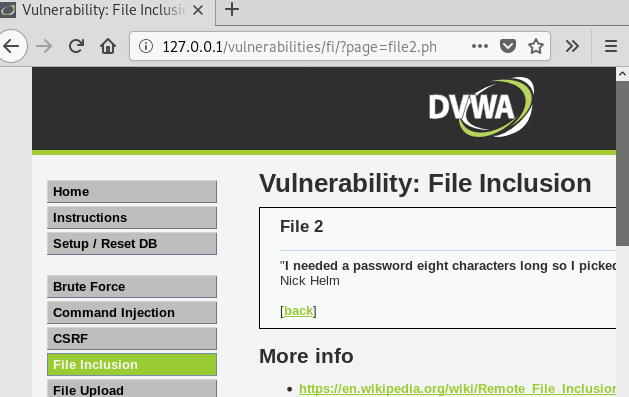 Vulnerability: File Inclusio
127.0.0.1/vulnerabilities/fi/?page=file2.ph
DVWA
Home
Instructions
Setup / Reset DB
Brute Force
Command Injection
CSRF
File Inclusion
File Upload
Vulnerability: File Inclusion
File 2
"I needed a password eight characters long so I picked
Nick Helm
[back]
More info
https://en.wikipedia.org/wiki/Remote_File_Inclusion